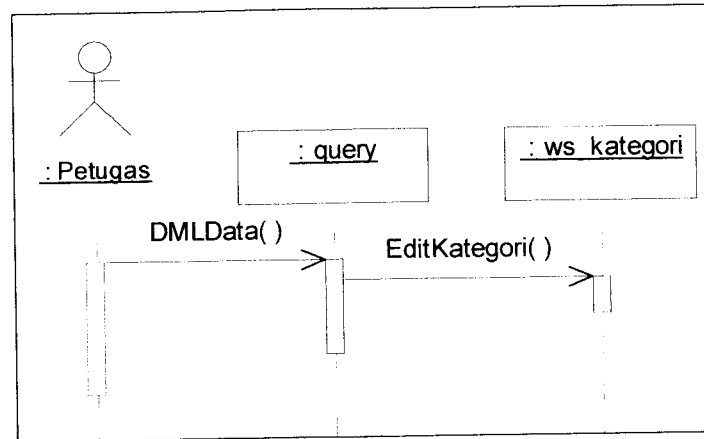 : Petugas
: query
: ws_kategori
DMLData( )
EditKategori( )